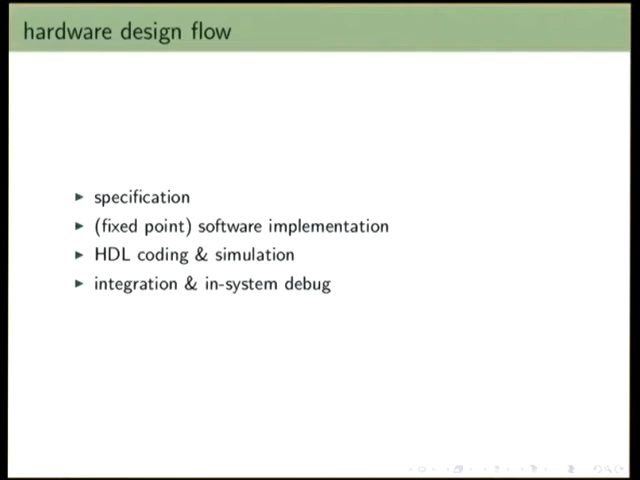 hardware design flow
specification
(fixed point) software implementation
HDL coding & simulation
integration & in-system debug